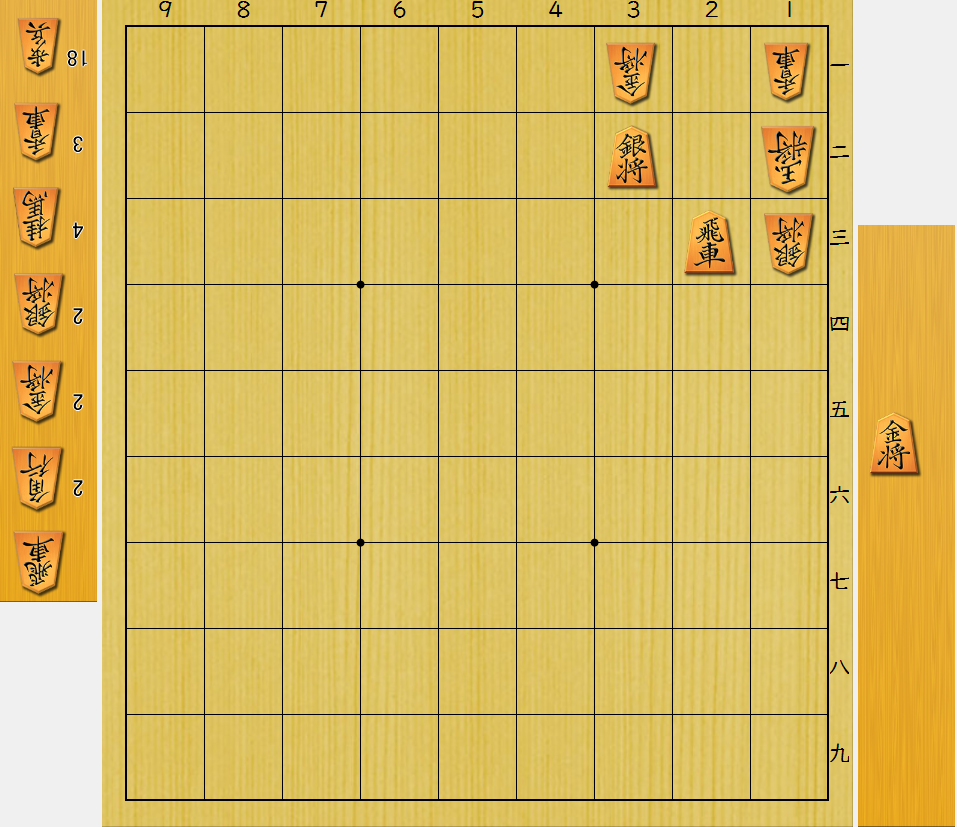 9 8 7 6 5 4 3 2 1
歩兵 18
香車 3
桂馬 4
銀将 2
金将 2
角行 2
飛車
金将 香車 一
銀将 玉将 二
飛車 銀将 三
四
五
六
七
八
九
金将